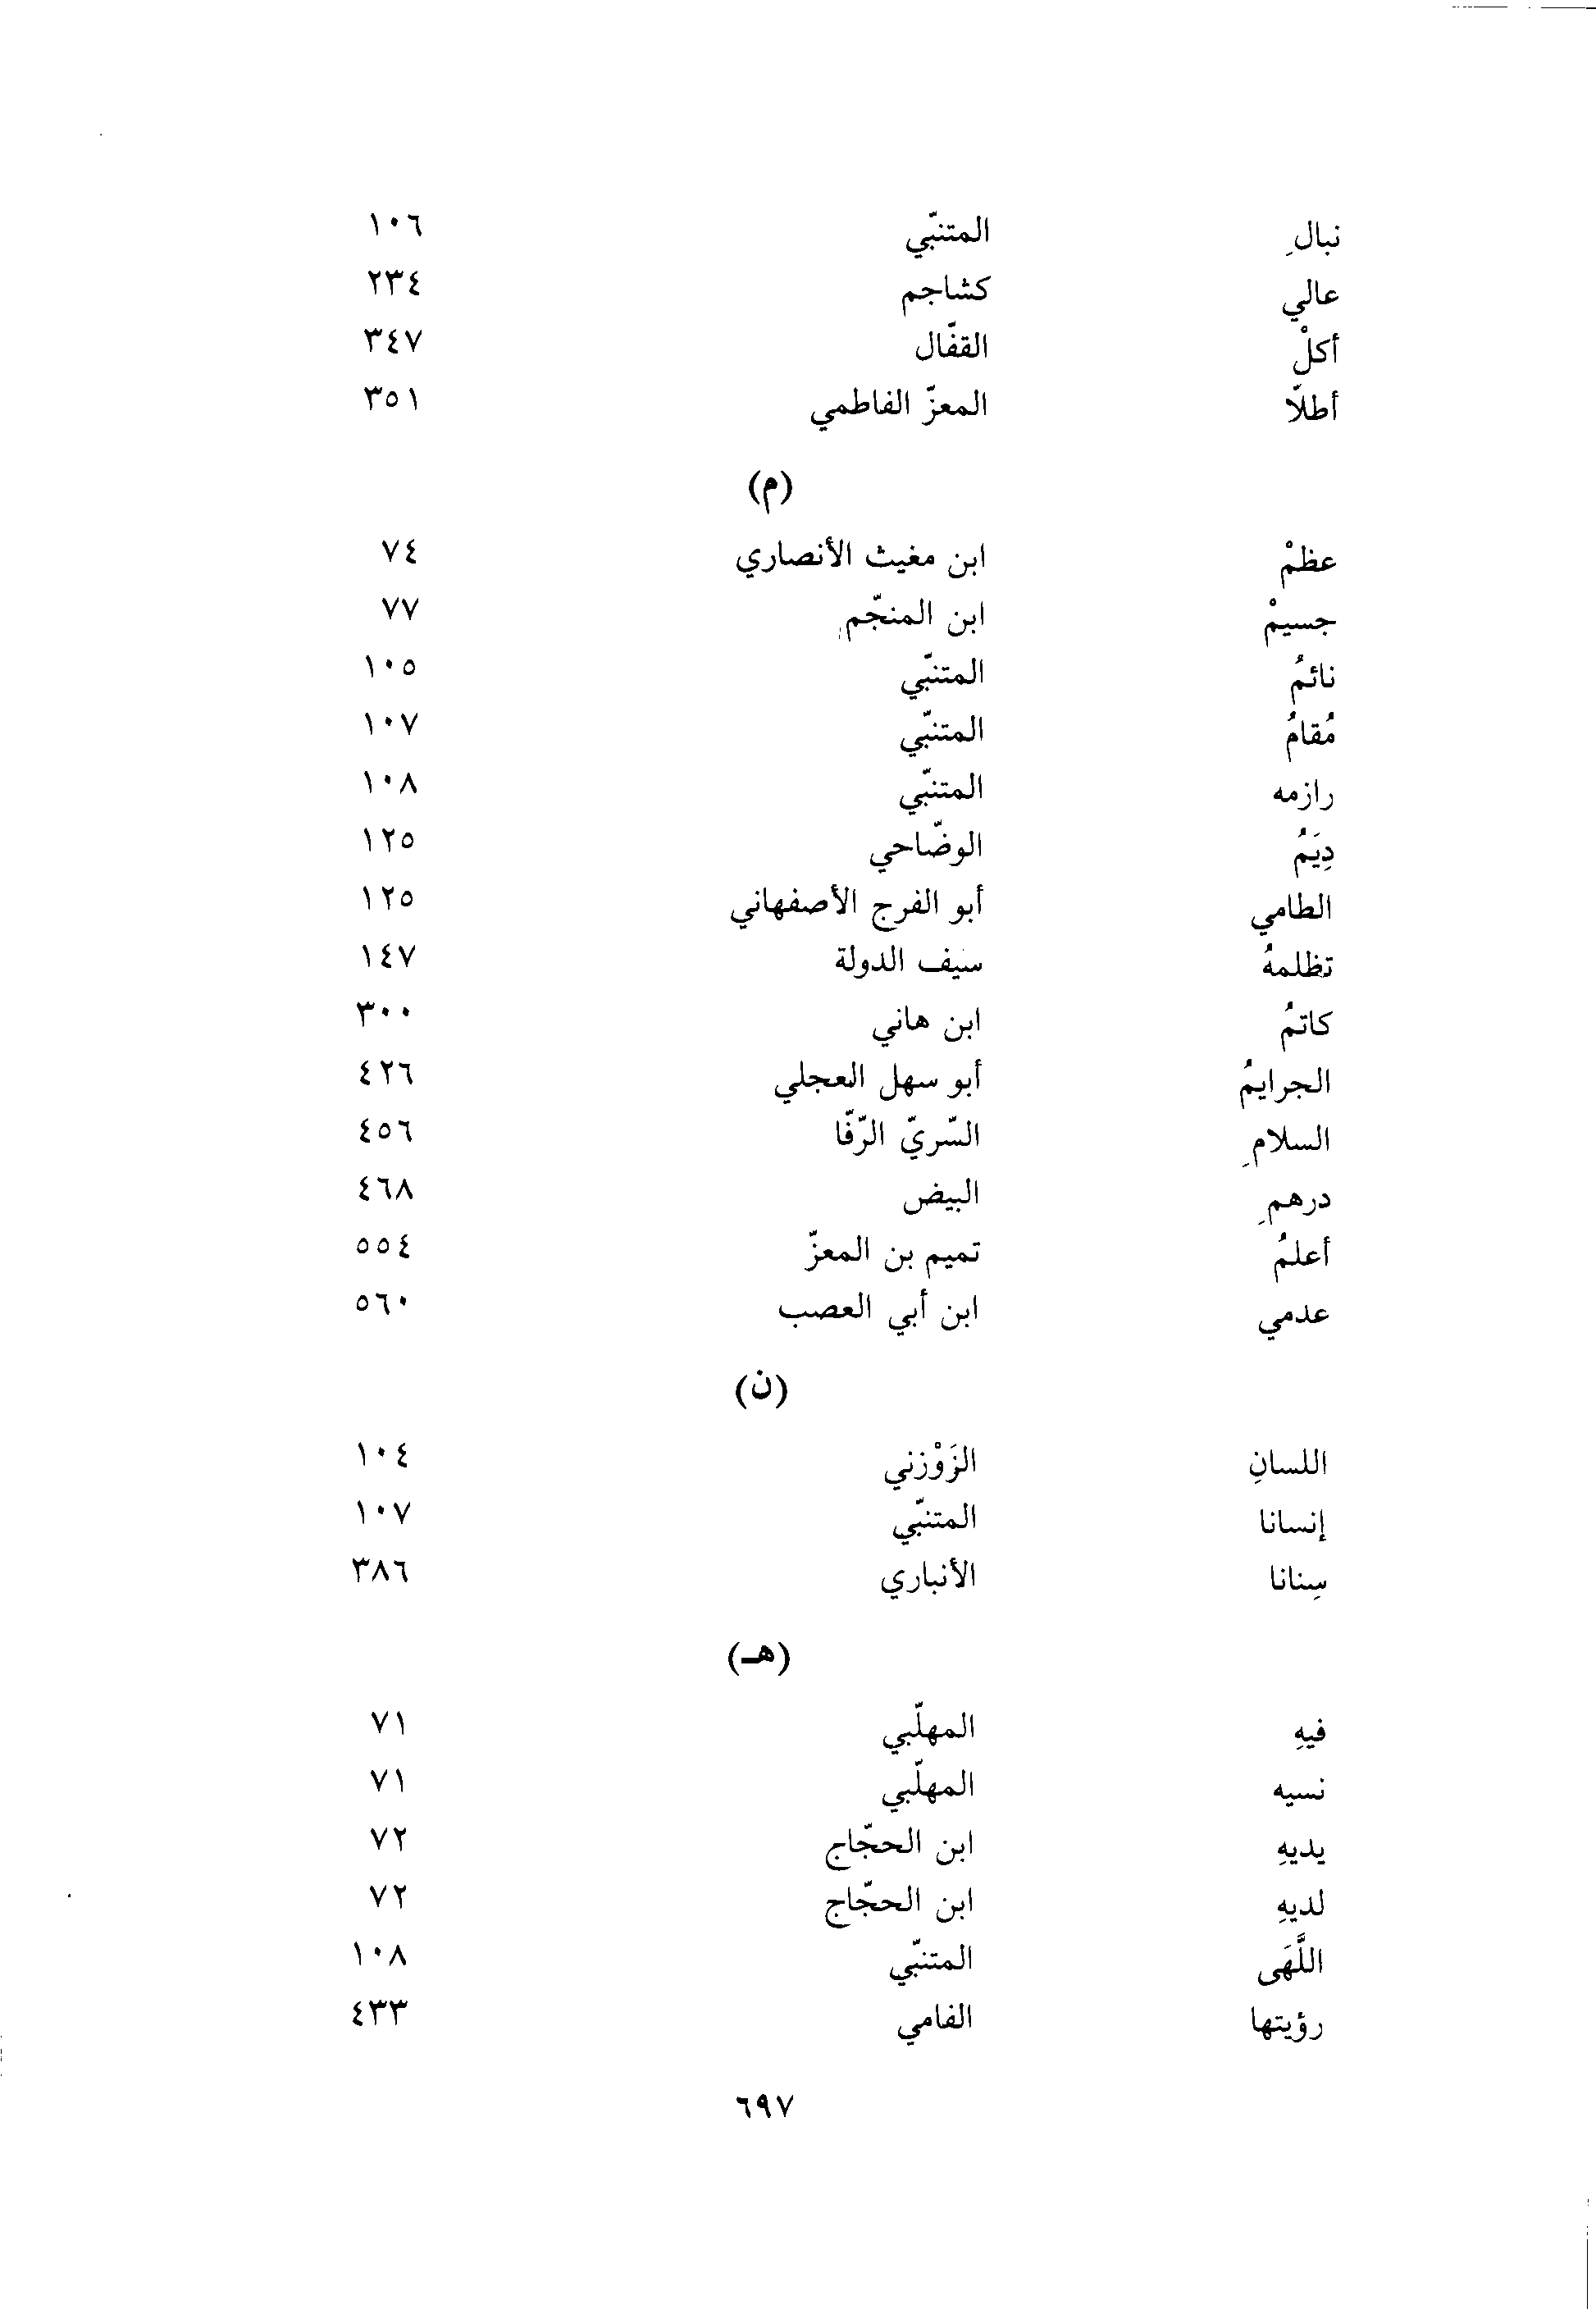 نبالِ المتنبّي ١٠٦
عالي كشاجم ٢٣٤
أكلْ القفّال ٣٤٧
أطلّا المعزّ الفاطمي ٣٥١
(م)
عظمْ ابن مغيث الأنصاري ٧٤
جسيمْ ابن المنجّم ٧٧
نائمُ المتنبّي ١٠٥
مُقامُ المتنبّي ١٠٧
رازمه المتنبّي ١٠٨
دِيَمُ الوضّاحي ١٢٥
الطامي أبو الفرج الأصفهاني ١٢٥
تظلمهُ سيف الدولة ١٤٧
كاتمُ ابن هاني ٣٠٠
الجرايمُ أبو سهل العجلي ٤٢٦
السلامِ السّريّ الرّفّا ٤٥٦
درهمِ البيض ٤٦٨
أعلمُ تميم بن المعزّ ٥٥٤
عدمي ابن أبي العصب ٥٦٠
(ن)
اللسانِ الزَوْزني ١٠٤
إنسانا المتنبّي ١٠٧
سِنانا الأنباري ٣٨٦
(هـ)
فيهِ المهلّبي ٧١
نسيه المهلّبي ٧١
يديهِ ابن الحجّاج ٧٢
لديهِ ابن الحجّاج ٧٢
اللَّهَى المتنبّي ١٠٨
رؤيتها الفامي ٤٣٣
٦٩٧